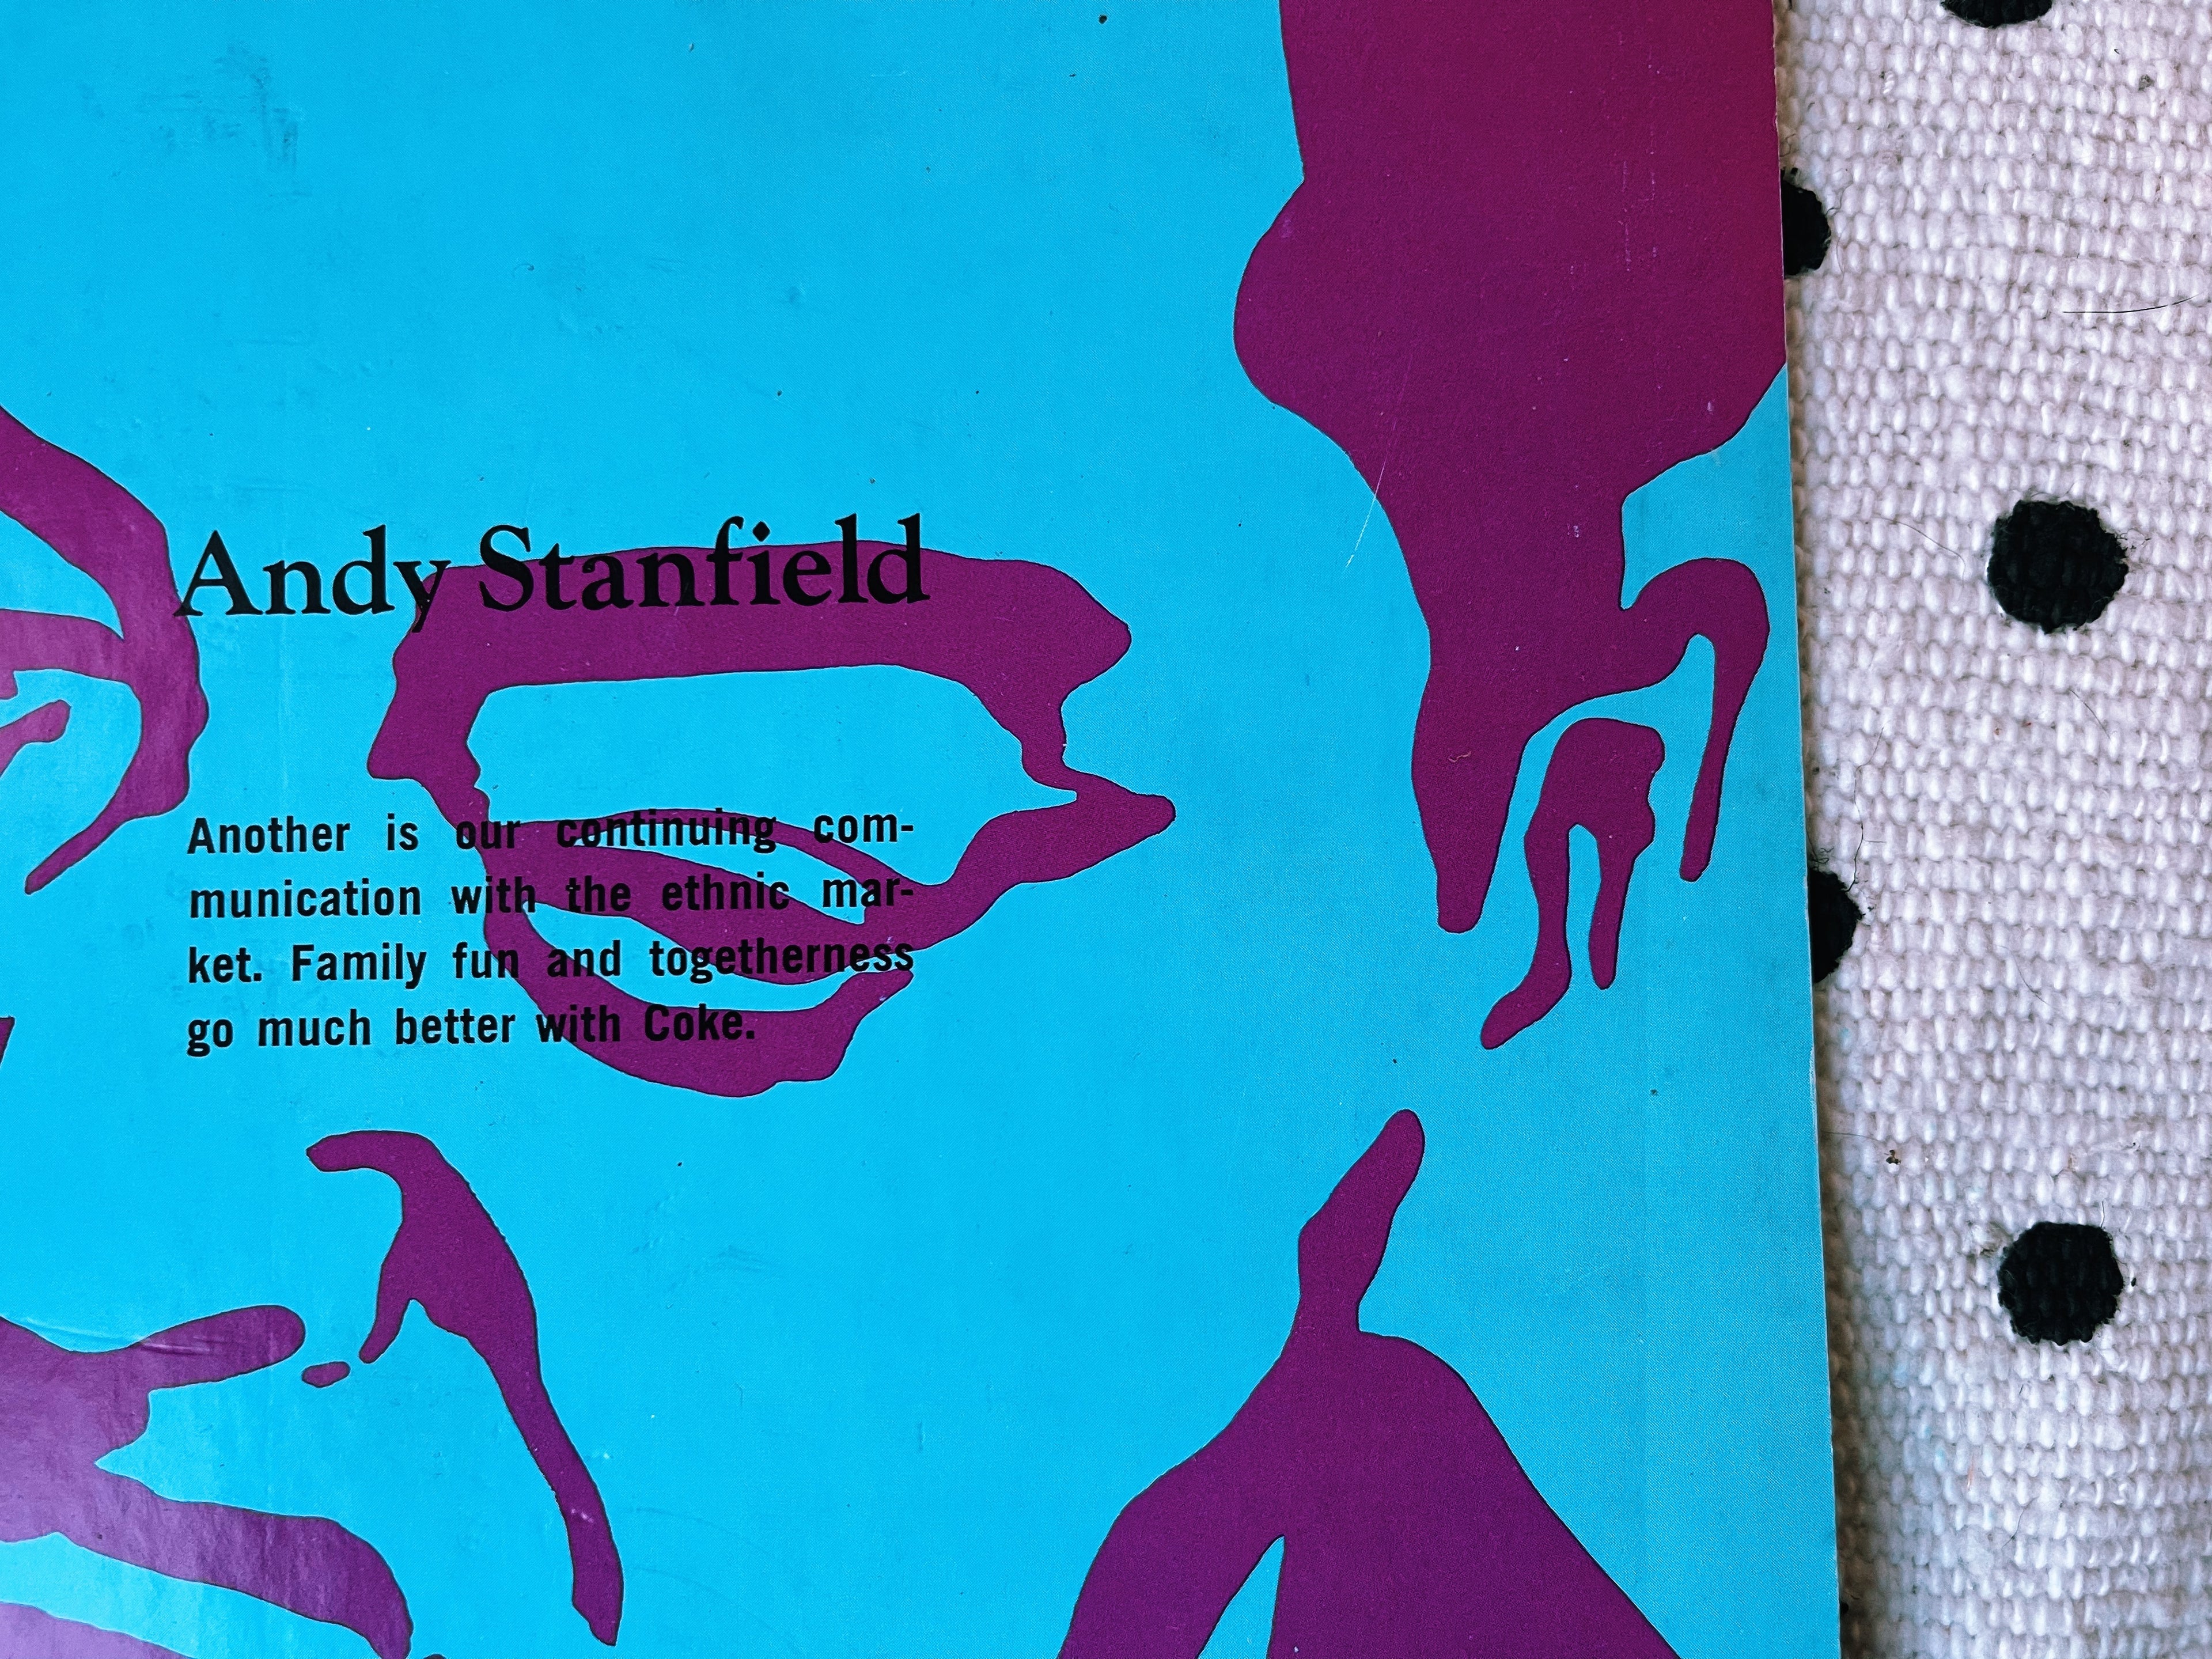 Andy Stanfield
Another is our continuing com-
munication with the ethnic mar-
ket. Family fun and togetherness
go much better with Coke.